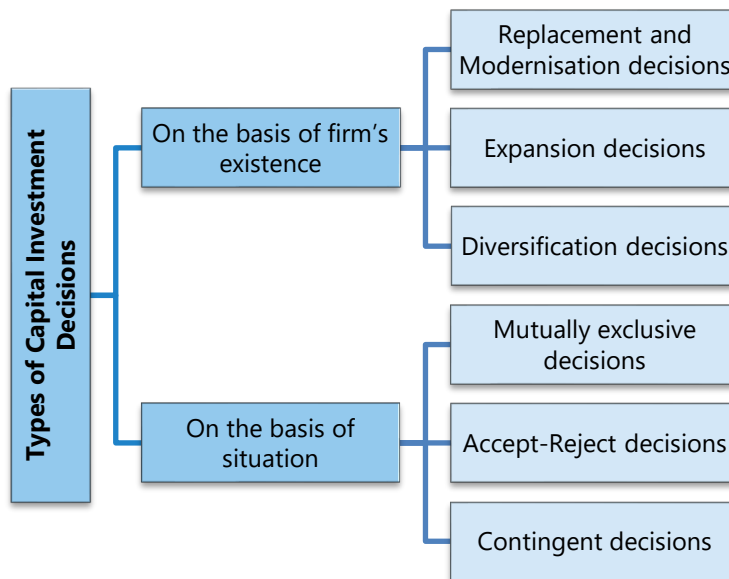 Types of Capital Investment
Decisions
On the basis of firm's
existence
Replacement and
Modernisation decisions
Expansion decisions
Diversification decisions
On the basis of
situation
Mutually exclusive
decisions
Accept-Reject decisions
Contingent decisions